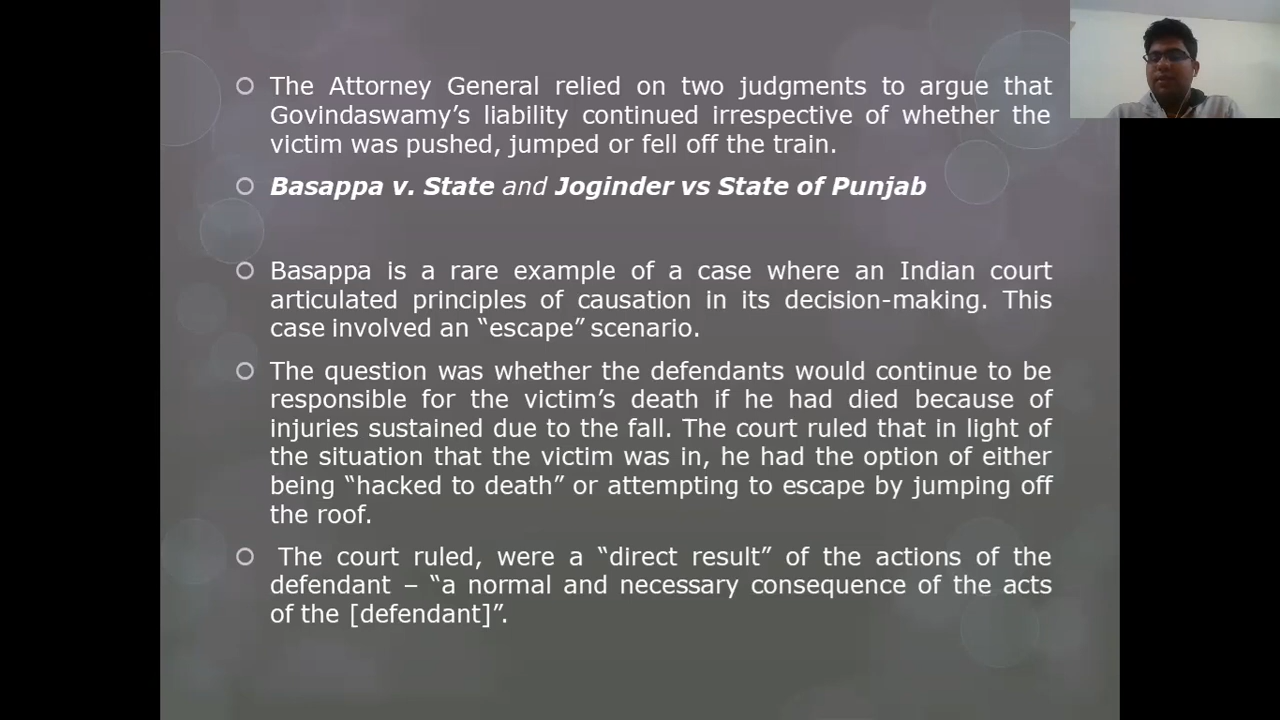 The Attorney General relied on two judgments to argue that
Govindaswamy’s liability continued irrespective of whether the
victim was pushed, jumped or fell off the train.
Basappa v. State and Joginder vs State of Punjab
Basappa is a rare example of a case where an Indian court
articulated principles of causation in its decision-making. This
case involved an “escape” scenario.
The question was whether the defendants would continue to be
responsible for the victim’s death if he had died because of
injuries sustained due to the fall. The court ruled that in light of
the situation that the victim was in, he had the option of either
being “hacked to death” or attempting to escape by jumping off
the roof.
The court ruled, were a “direct result” of the actions of the
defendant – “a normal and necessary consequence of the acts
of the [defendant]”.